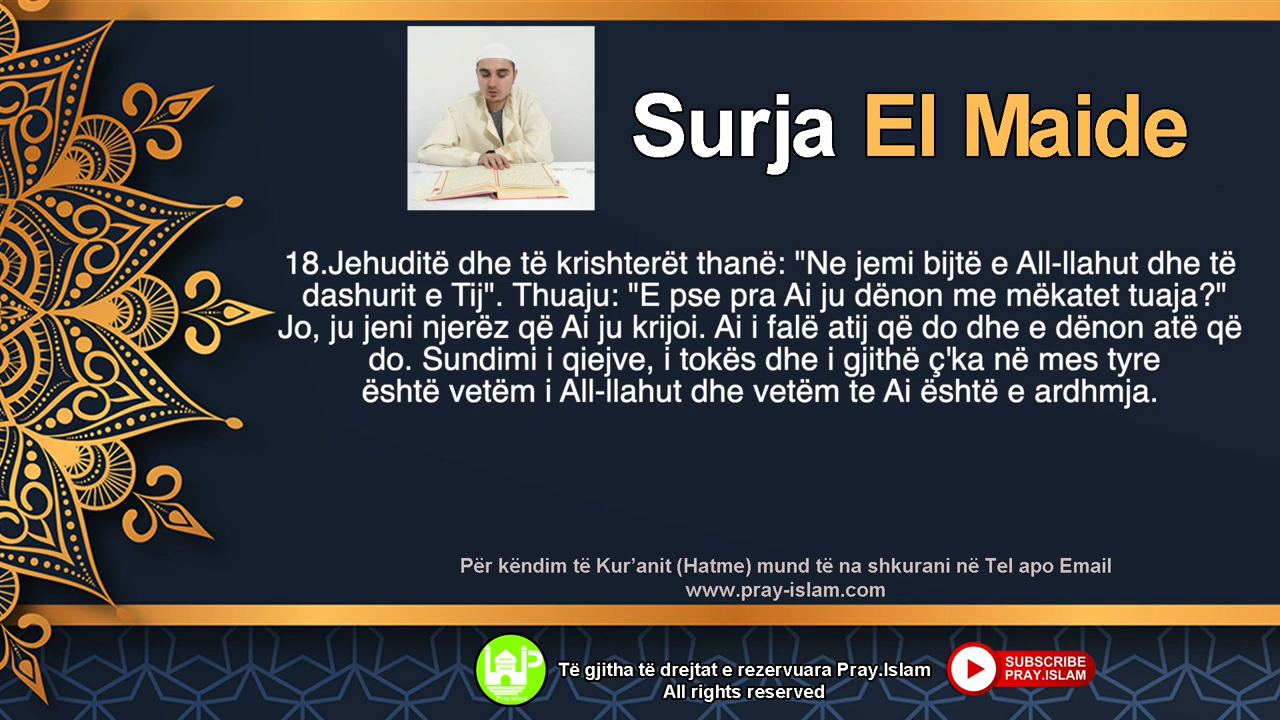 Surja El Maide
18.Jehuditë dhe të krishterët thanë: "Ne jemi bijtë e All-llahut dhe të
dashurit e Tij". Thuaju: "E pse pra Ai ju dënon me mëkatet tuaja?"
Jo, ju jeni njerëz që Ai ju krijoi. Ai i falë atij që do dhe e dënon atë që
do. Sundimi i qiejve, i tokës dhe i gjithë ç'ka në mes tyre
është vetëm i All-llahut dhe vetëm te Ai është e ardhmja.
Për këndim të Kur’anit (Hatme) mund të na shkurani në Tel apo Email
www.pray-islam.com
Pray.Islam
Të gjitha të drejtat e rezervuara Pray.Islam
All rights reserved
SUBSCRIBE
PRAY.ISLAM